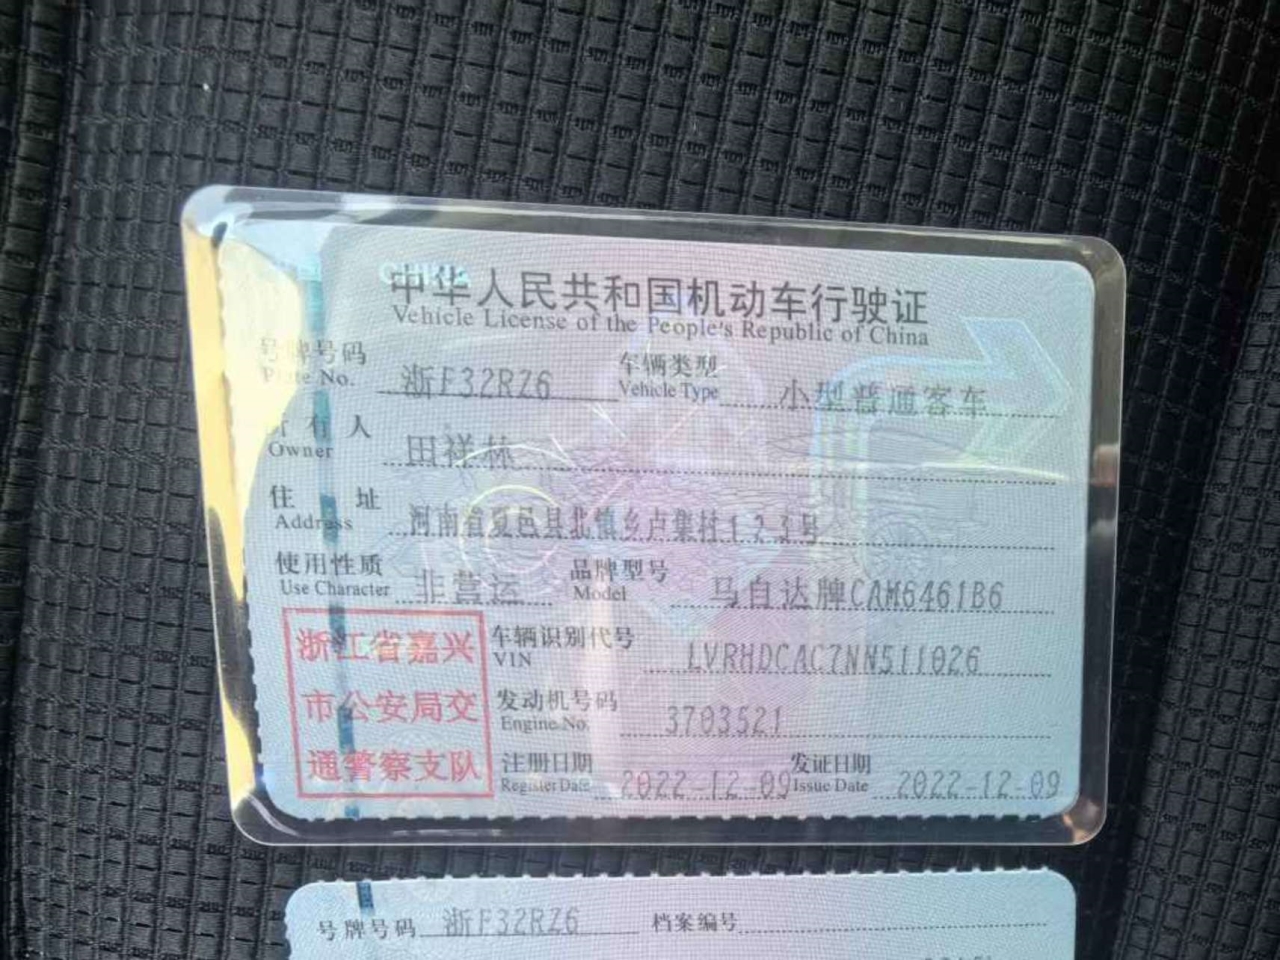 中华人民共和国机动车行驶证
Vehicle License of the People's Republic of China
号牌号码 浙F32RZ6 车辆类型 小型普通客车
Plate No. Vehicle Type
所有人 田祥林
Owner
住址 河南省夏邑县北镇乡卢集村123号
Address
使用性质 非营运 品牌型号 马自达牌CAM6461B6
Use Character Model
浙江省嘉兴
市公安局交
通警察支队
车辆识别代号 LVRHDCAC7NN511026
VIN
发动机号码 3703521
Engine No.
注册日期 2022-12-09 发证日期 2022-12-09
Register Date Issue Date
号牌号码 浙F32RZ6 档案编号